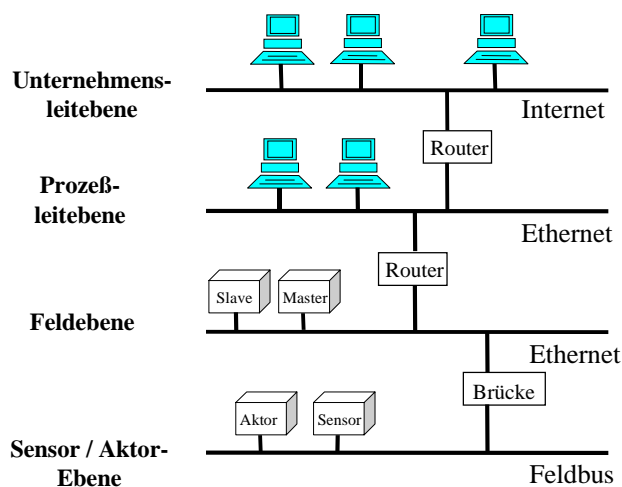 Unternehmens-
leitebene
Internet
Router
Prozeß-
leitebene
Ethernet
Router
Slave Master
Feldebene
Ethernet
Brücke
Aktor Sensor
Sensor / Aktor-
Ebene
Feldbus